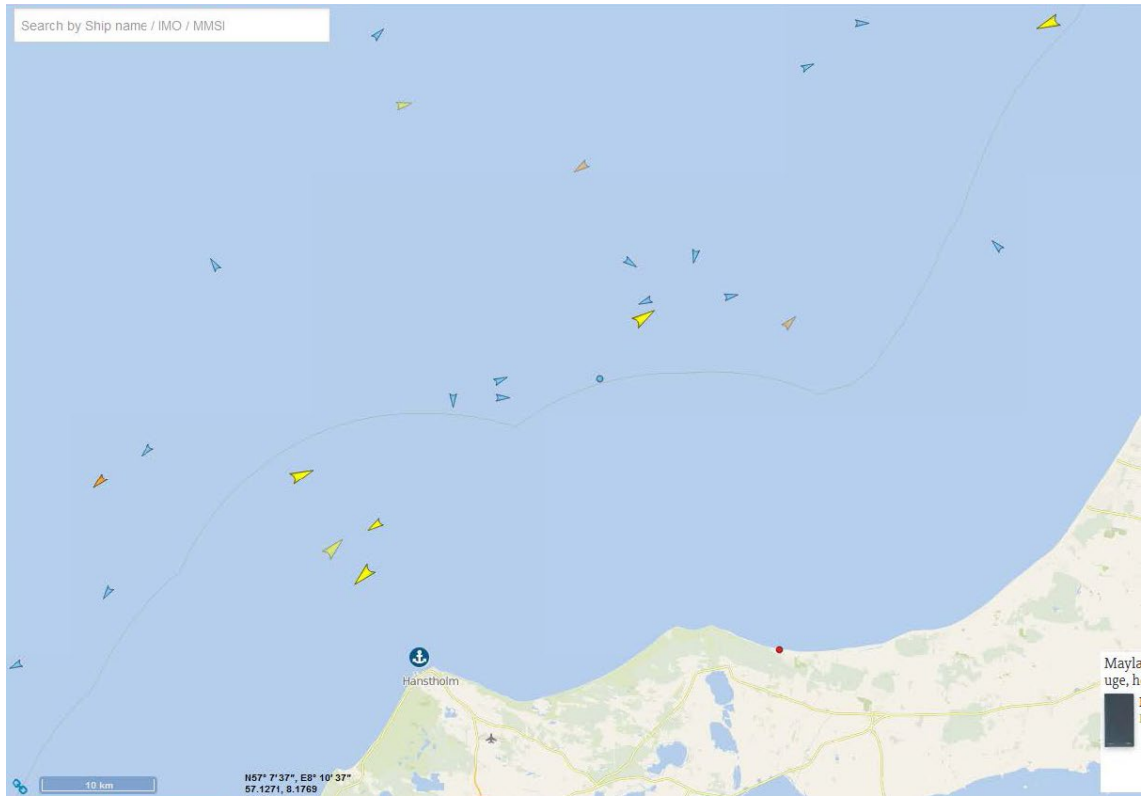 Search by Ship name / IMO / MMSI
Hanstholm
Mayla
uge, h
10 km
N57° 7'37", E8° 10' 37"
57.1271, 8.1769